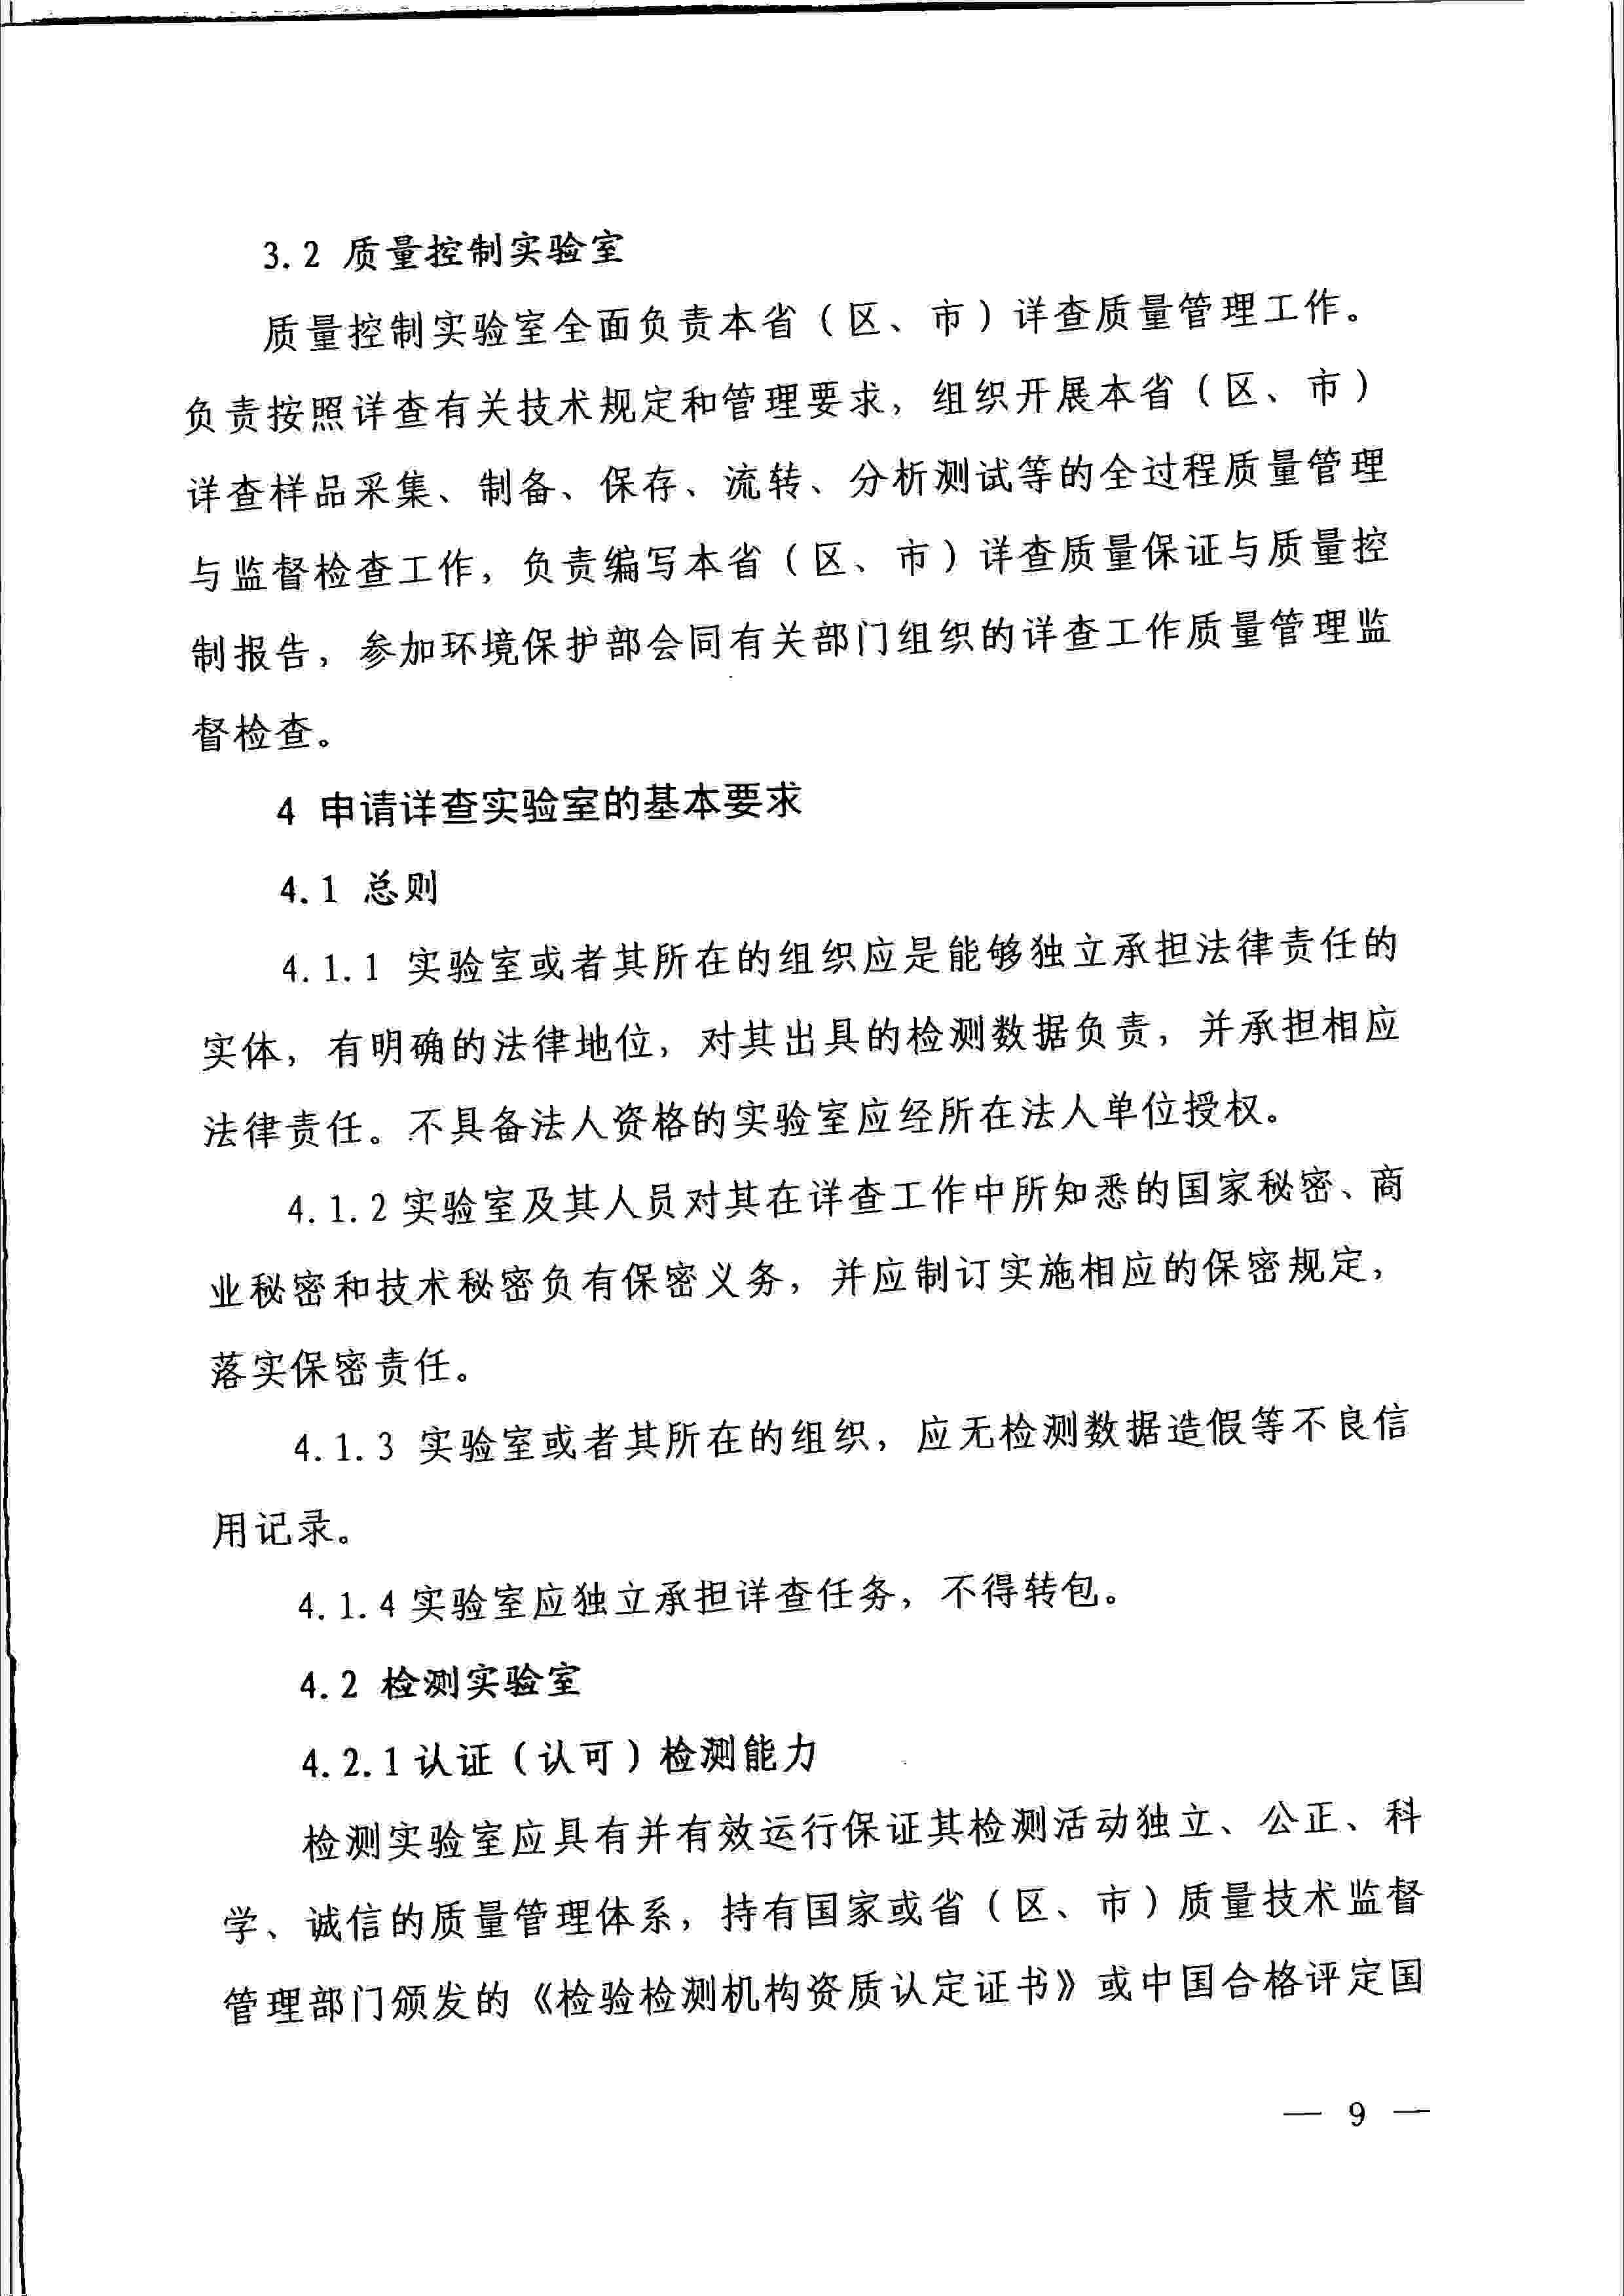 3.2 质量控制实验室
质量控制实验室全面负责本省（区、市）详查质量管理工作。
负责按照详查有关技术规定和管理要求，组织开展本省（区、市）
详查样品采集、制备、保存、流转、分析测试等的全过程质量管理
与监督检查工作，负责编写本省（区、市）详查质量保证与质量控
制报告，参加环境保护部会同有关部门组织的详查工作质量管理监
督检查。
4 申请详查实验室的基本要求
4.1 总则
4.1.1 实验室或者其所在的组织应是能够独立承担法律责任的
实体，有明确的法律地位，对其出具的检测数据负责，并承担相应
法律责任。不具备法人资格的实验室应经所在法人单位授权。
4.1.2实验室及其人员对其在详查工作中所知悉的国家秘密、商
业秘密和技术秘密负有保密义务，并应制订实施相应的保密规定，
落实保密责任。
4.1.3 实验室或者其所在的组织，应无检测数据造假等不良信
用记录。
4.1.4实验室应独立承担详查任务，不得转包。
4.2 检测实验室
4.2.1认证（认可）检测能力
检测实验室应具有并有效运行保证其检测活动独立、公正、科
学、诚信的质量管理体系，持有国家或省（区、市）质量技术监督
管理部门颁发的《检验检测机构资质认定证书》或中国合格评定国
— 9 —